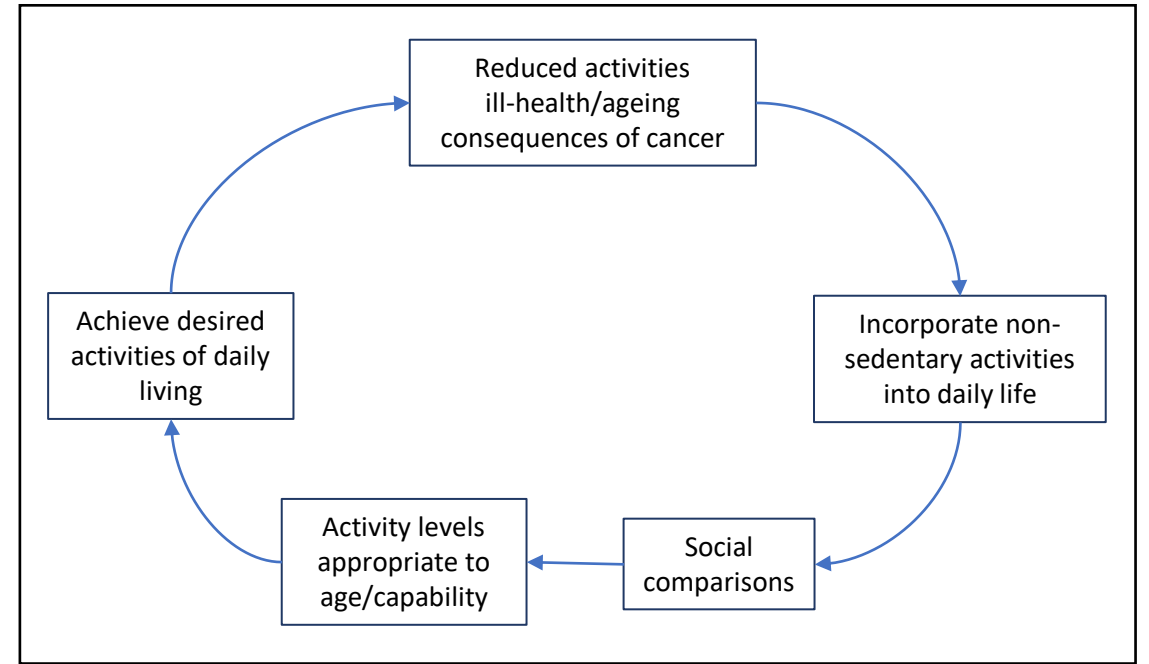 Reduced activities
ill-health/ageing
consequences of cancer
Incorporate non-
sedentary activities
into daily life
Social
comparisons
Activity levels
appropriate to
age/capability
Achieve desired
activities of daily
living